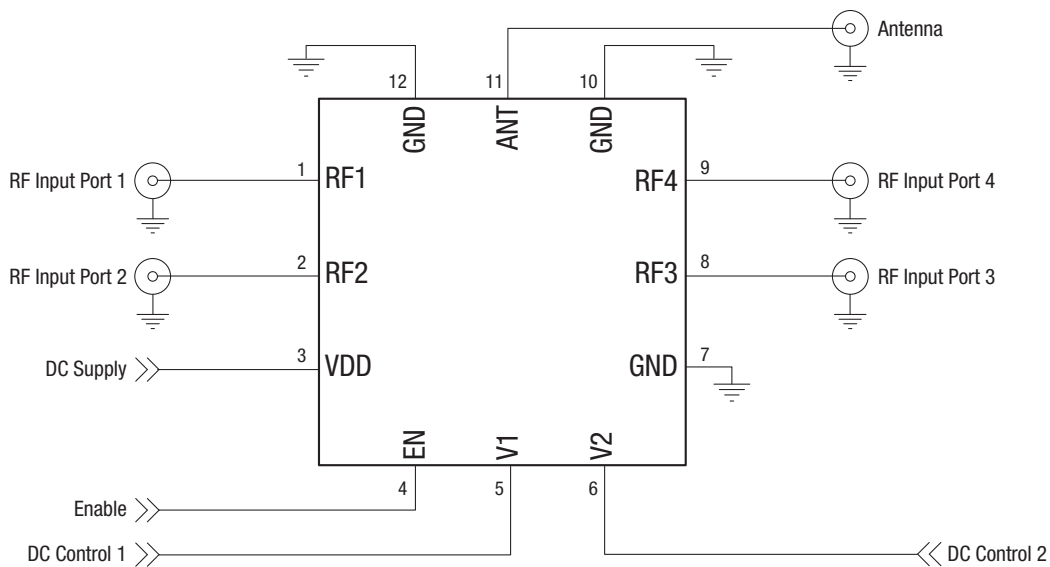 Antenna
12
11
10
GND
ANT
GND
RF Input Port 1
1
RF1
RF4
9
RF Input Port 4
RF Input Port 2
2
RF2
RF3
8
RF Input Port 3
DC Supply
3
VDD
GND
7
EN
V1
V2
4
5
6
Enable
DC Control 1
DC Control 2